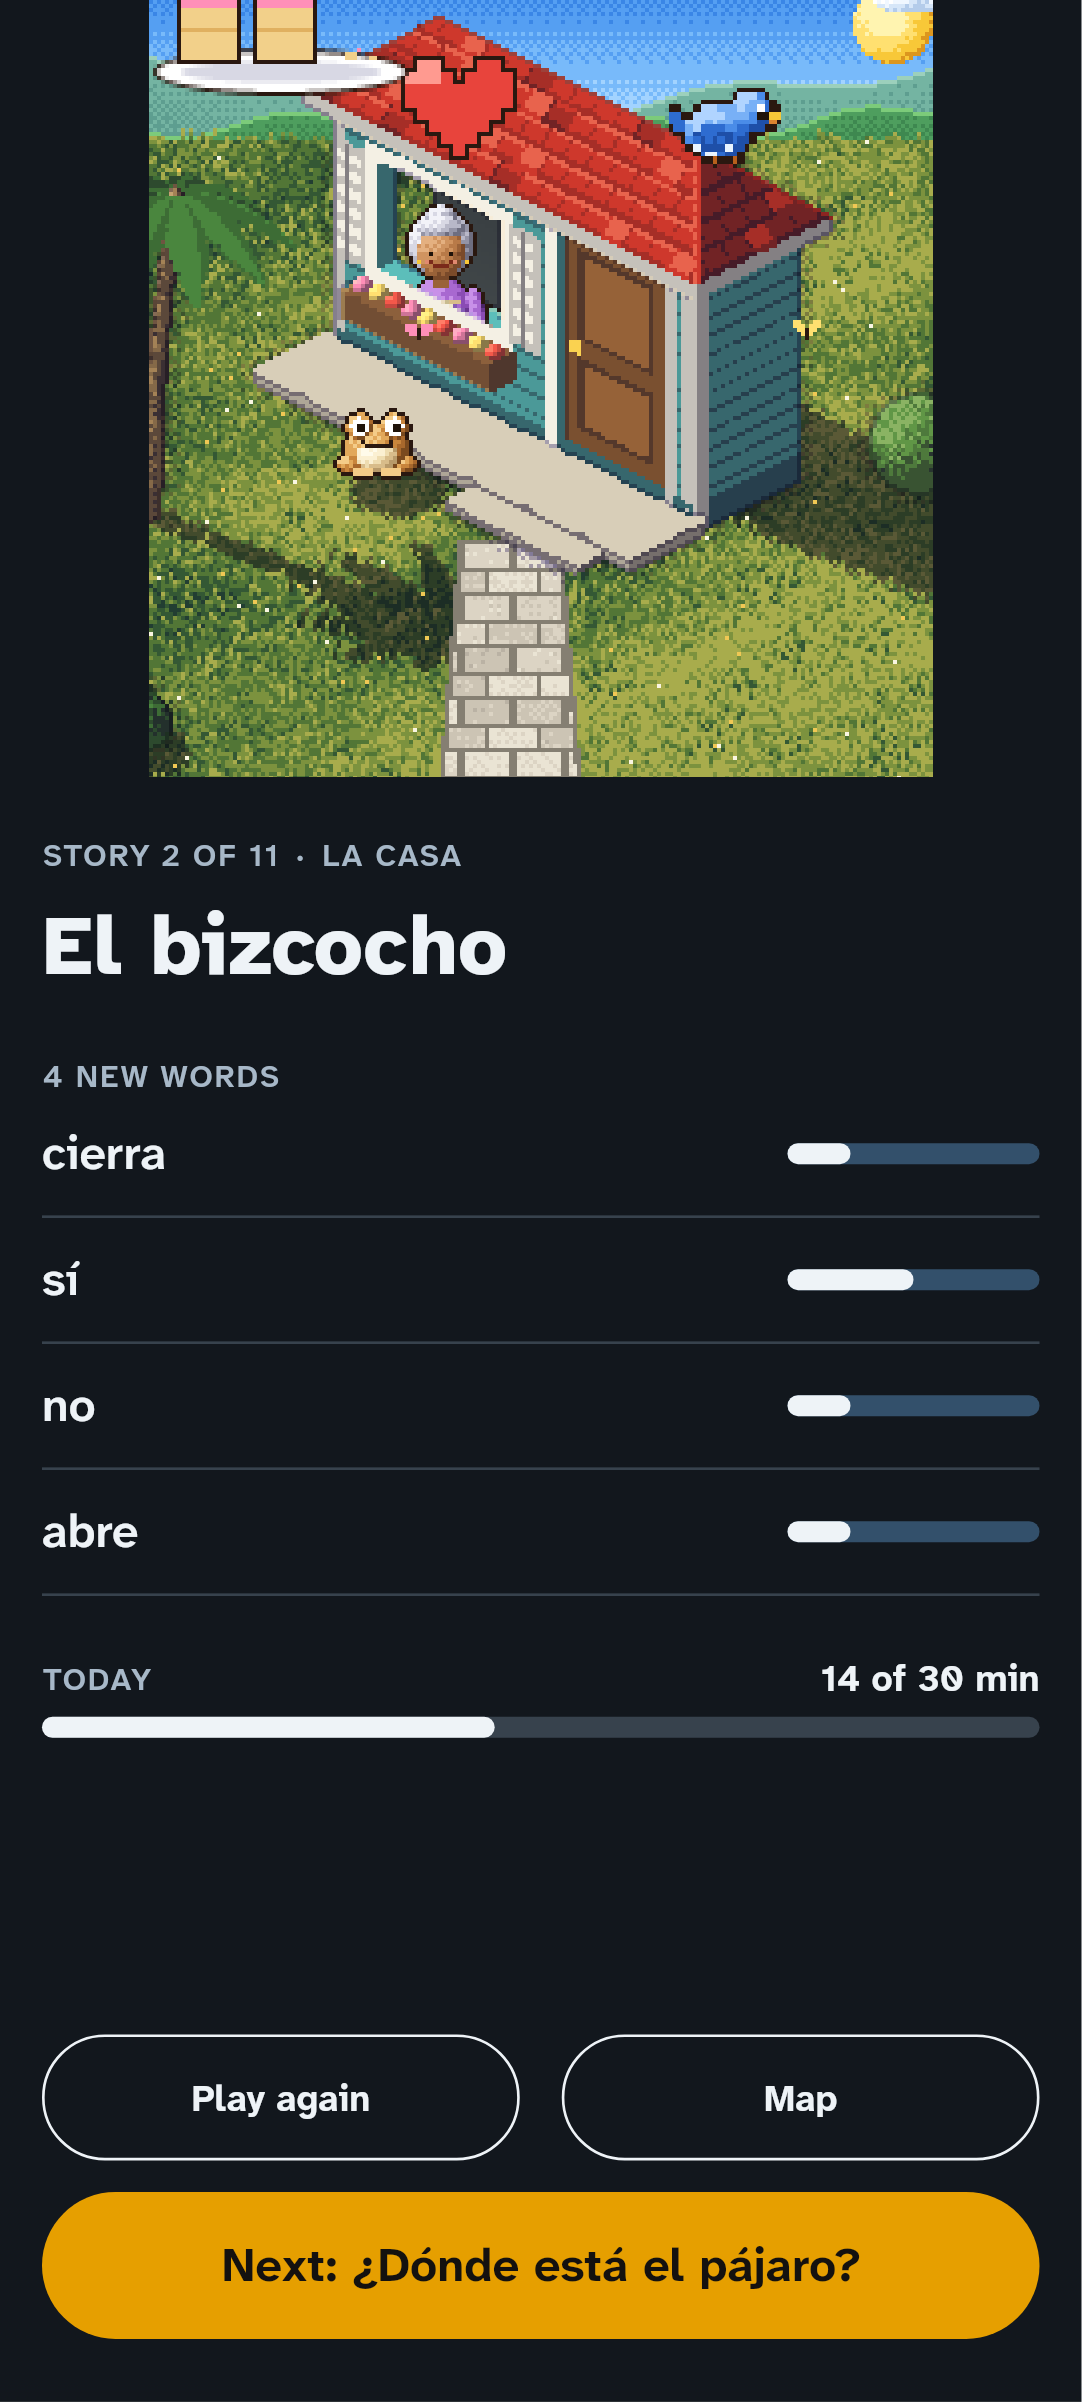 STORY 2 OF 11 · LA CASA
El bizcocho
4 NEW WORDS
cierra
sí
no
abre
TODAY 14 of 30 min
Play again Map
Next: ¿Dónde está el pájaro?